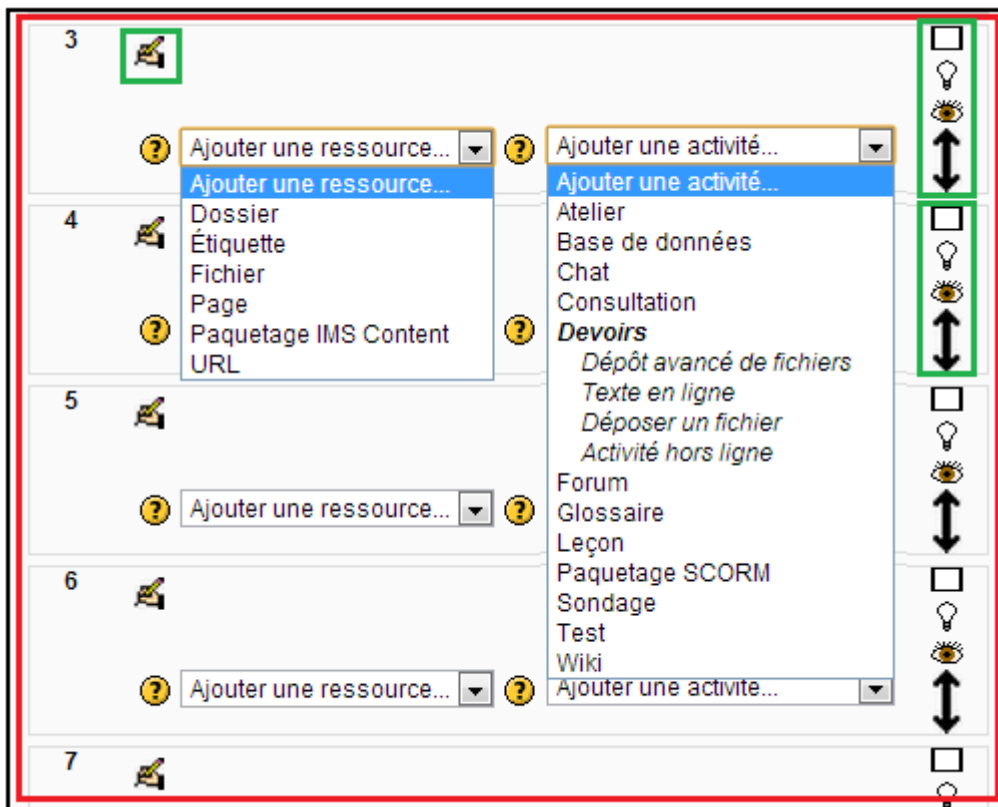 3
? Ajouter une ressource... ? Ajouter une activité...
Ajouter une ressource...
Dossier
Étiquette
Fichier
Page
Paquetage IMS Content
URL
Ajouter une activité...
Atelier
Base de données
Chat
Consultation
Devoirs
Dépôt avancé de fichiers
Texte en ligne
Déposer un fichier
Activité hors ligne
Forum
Glossaire
Leçon
Paquetage SCORM
Sondage
Test
Wiki
4
? ?
5
? Ajouter une ressource... ?
6
? Ajouter une ressource... ? Ajouter une activité...
7